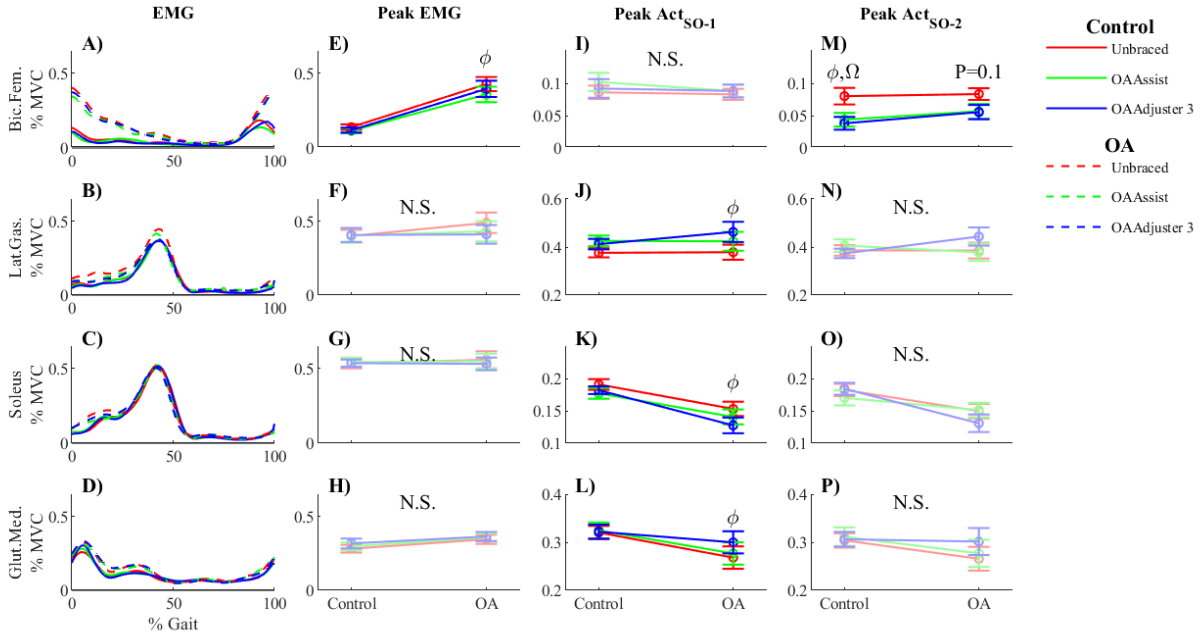 EMG Peak EMG Peak Act_SO-1 Peak Act_SO-2
Control
Unbraced
OAAssist
OAAdjuster 3
OA
Unbraced
OAAssist
OAAdjuster 3
A) E) I) M)
Bic.Fem.
% MVC
0.5
0
0 50 100
0.5
0
ϕ
N.S.
0.1
0.05
0
ϕ,Ω P=0.1
0.1
0.05
0
B) F) J) N)
Lat.Gas.
% MVC
0.5
0
0 50 100
N.S.
0.5
0
ϕ
0.6
0.4
0.2
N.S.
0.6
0.4
0.2
C) G) K) O)
Soleus
% MVC
0.5
0
0 50 100
N.S.
0.5
0
ϕ
0.2
0.15
0.1
N.S.
0.2
0.15
0.1
D) H) L) P)
Glut.Med.
% MVC
0.5
0
0 50 100
% Gait
N.S.
0.5
0
Control OA
ϕ
0.4
0.3
0.2
Control OA
N.S.
0.4
0.3
0.2
Control OA